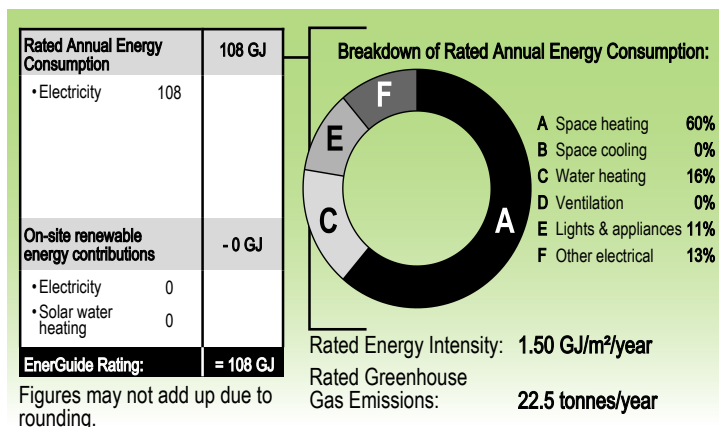 Rated Annual Energy
Consumption
108 GJ
• Electricity 108
On-site renewable
energy contributions
- 0 GJ
• Electricity 0
• Solar water
heating
0
EnerGuide Rating: = 108 GJ
Figures may not add up due to
rounding.
Breakdown of Rated Annual Energy Consumption:
F
E
C
A
A Space heating 60%
B Space cooling 0%
C Water heating 16%
D Ventilation 0%
E Lights & appliances 11%
F Other electrical 13%
Rated Energy Intensity: 1.50 GJ/m²/year
Rated Greenhouse
Gas Emissions: 22.5 tonnes/year